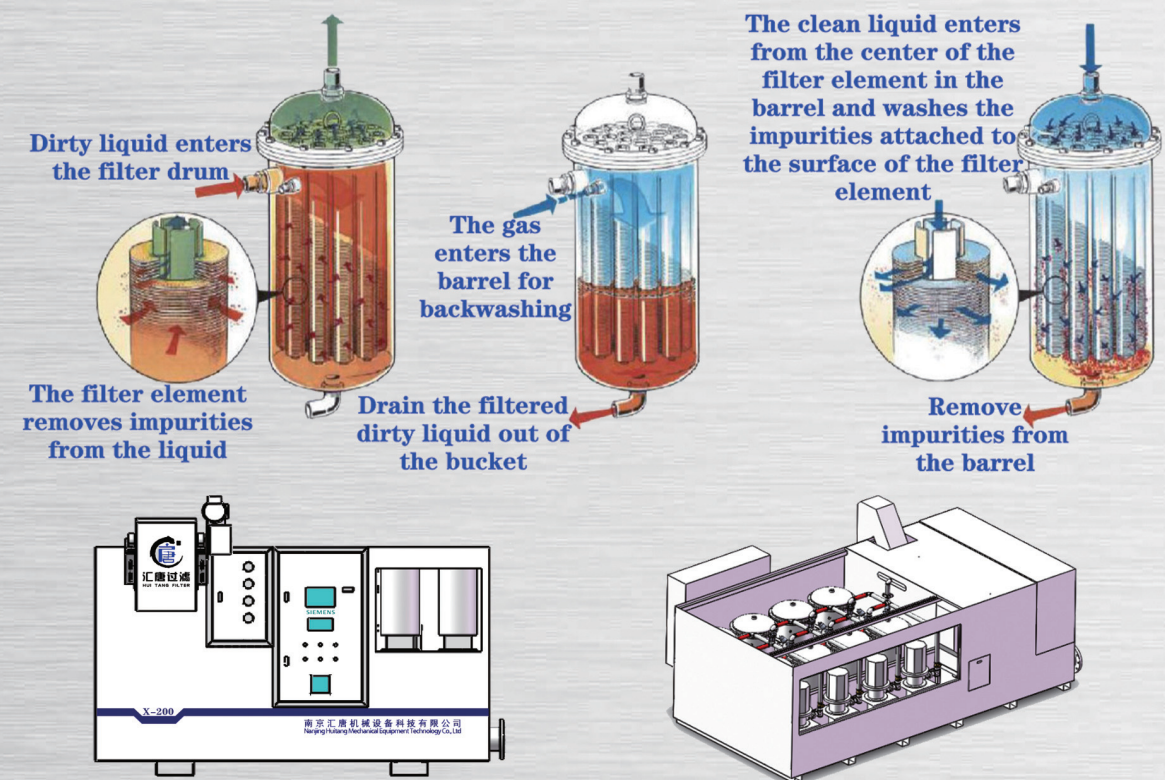 Dirty liquid enters
the filter drum
The filter element
removes impurities
from the liquid
The gas
enters the
barrel for
backwashing
Drain the filtered
dirty liquid out of
the bucket
The clean liquid enters
from the center of the
filter element in the
barrel and washes the
impurities attached to
the surface of the filter
element
Remove
impurities from
the barrel
唐
汇唐过滤
HUI TANG FILTER
SIEMENS
X-200
南京汇唐机械设备科技有限公司
Nanjing Huitang Mechanical Equipment Technology Co., Ltd